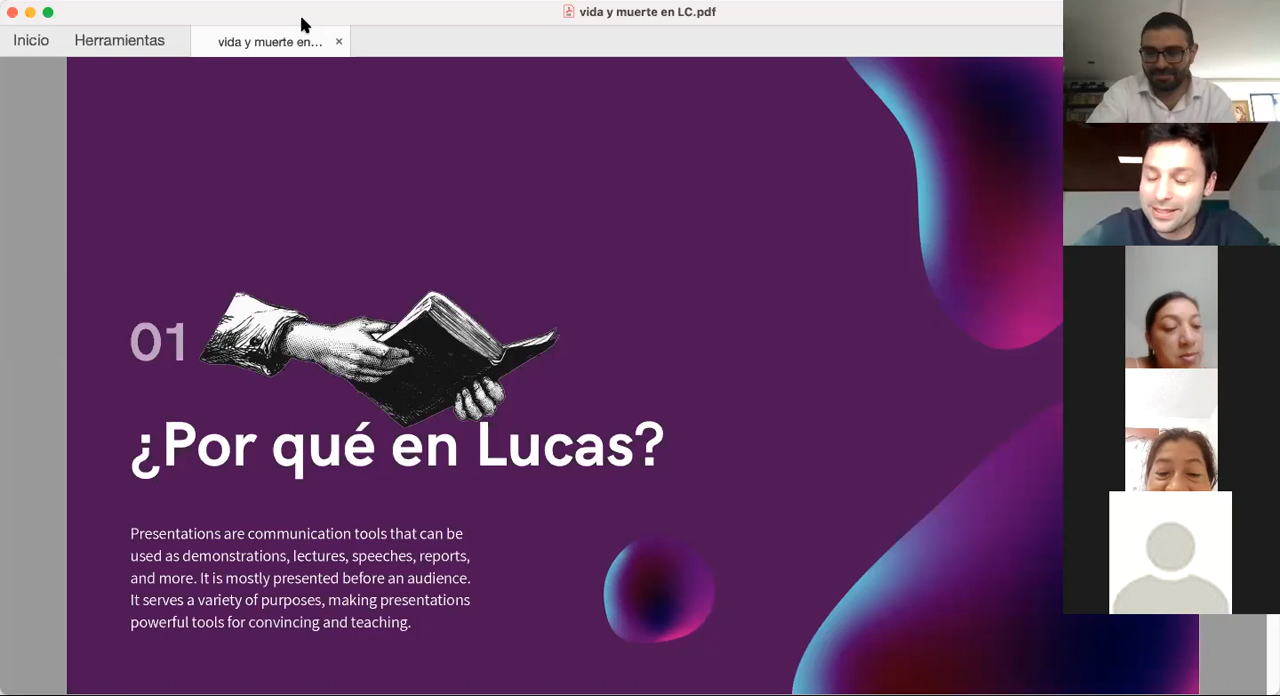 vida y muerte en LC.pdf
Inicio
Herramientas
vida y muerte en...
×
01
¿Por qué en Lucas?
Presentations are communication tools that can be
used as demonstrations, lectures, speeches, reports,
and more. It is mostly presented before an audience.
It serves a variety of purposes, making presentations
powerful tools for convincing and teaching.